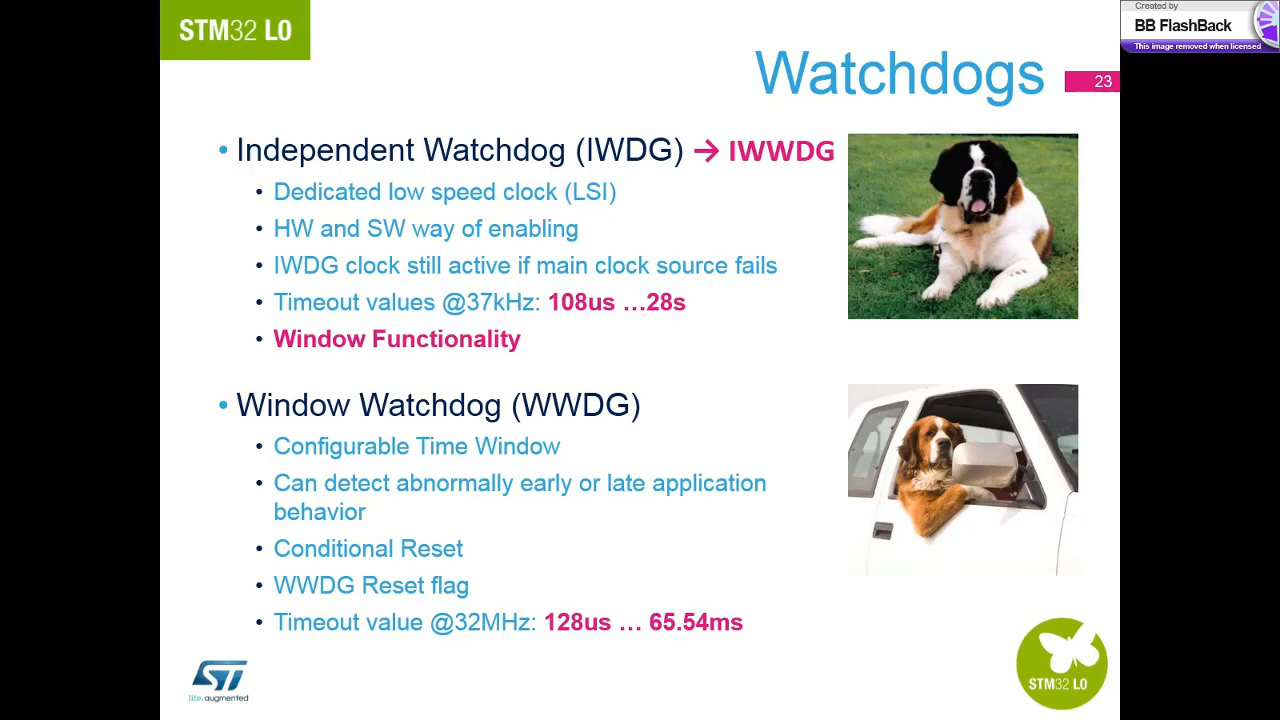 STM32 L0
Created by
BB FlashBack
This image removed when licensed
Watchdogs
23
• Independent Watchdog (IWDG) → IWWDG
• Dedicated low speed clock (LSI)
• HW and SW way of enabling
• IWDG clock still active if main clock source fails
• Timeout values @37kHz: 108us …28s
• Window Functionality
• Window Watchdog (WWDG)
• Configurable Time Window
• Can detect abnormally early or late application
behavior
• Conditional Reset
• WWDG Reset flag
• Timeout value @32MHz: 128us … 65.54ms
ST
life.augmented
STM32 L0